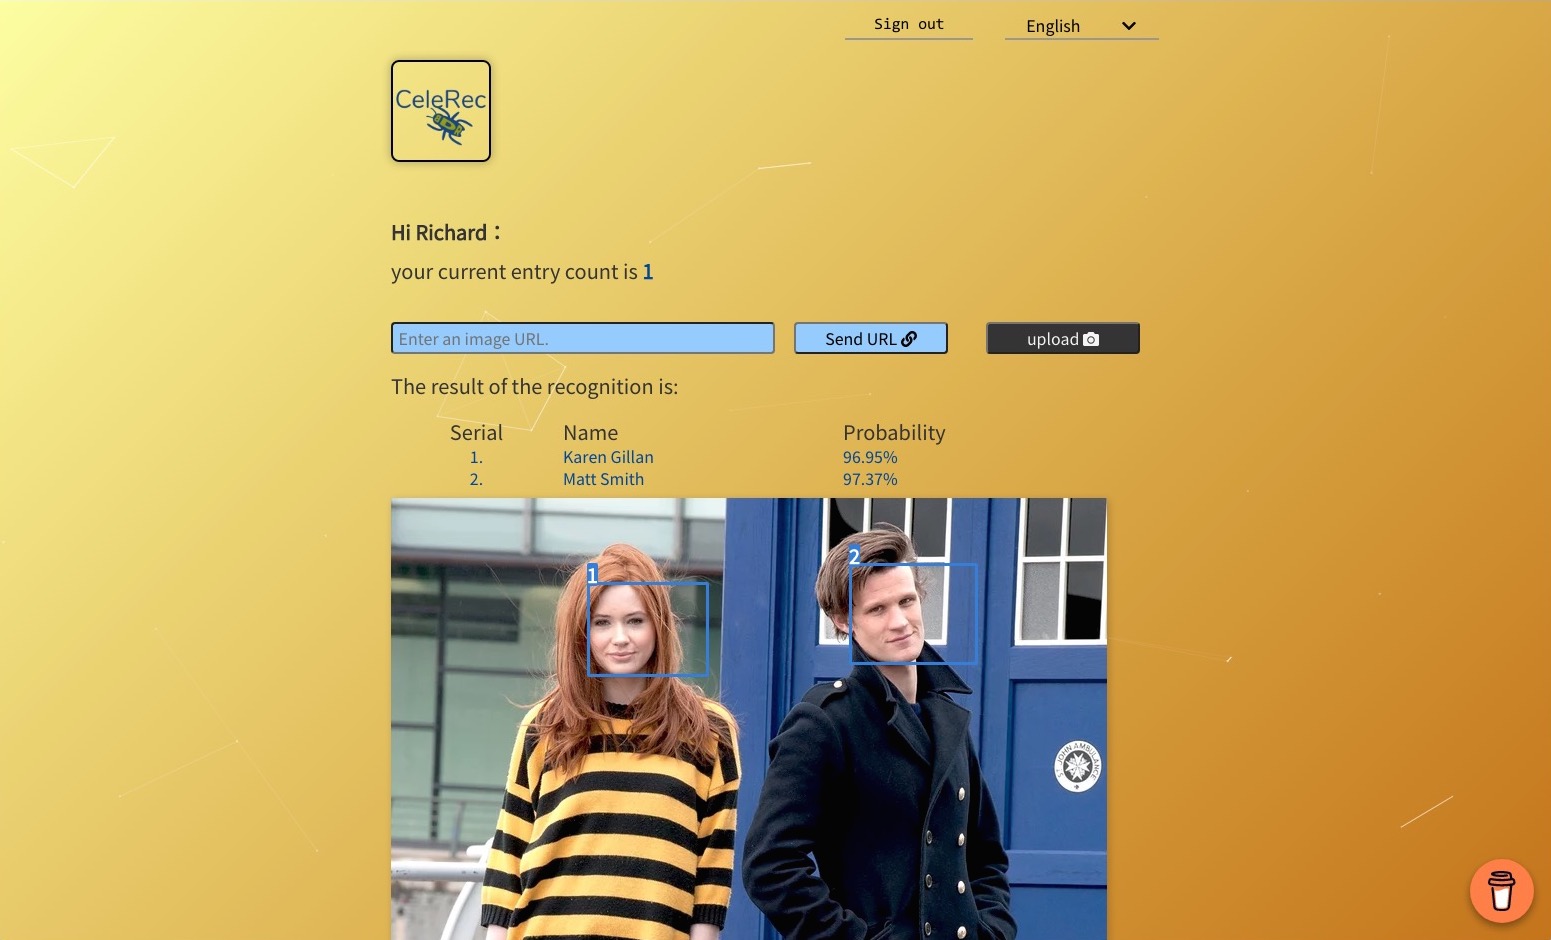 Sign out
English
CeleRec
Hi Richard：
your current entry count is 1
Enter an image URL.
Send URL
upload
The result of the recognition is:
Serial Name Probability
1. Karen Gillan 96.95%
2. Matt Smith 97.37%
1
2
ST. JOHN AMBULANCE